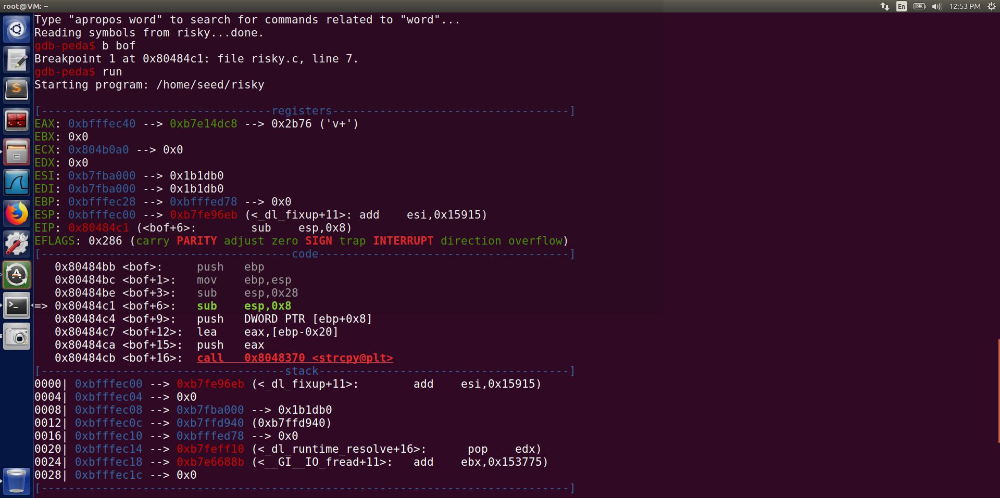 root@VM: ~
En
12:53 PM
Type "apropos word" to search for commands related to "word"...
Reading symbols from risky...done.
gdb-peda$ b bof
Breakpoint 1 at 0x80484c1: file risky.c, line 7.
gdb-peda$ run
Starting program: /home/seed/risky
[----------------------------------registers-----------------------------------]
EAX: 0xbfffec40 --> 0xb7e14dc8 --> 0x2b76 ('v+')
EBX: 0x0
ECX: 0x804b0a0 --> 0x0
EDX: 0x0
ESI: 0xb7fba000 --> 0x1b1db0
EDI: 0xb7fba000 --> 0x1b1db0
EBP: 0xbfffec28 --> 0xbfffed78 --> 0x0
ESP: 0xbfffec00 --> 0xb7fe96eb (<_dl_fixup+11>: add    esi,0x15915)
EIP: 0x80484c1 (<bof+6>:        sub    esp,0x8)
EFLAGS: 0x286 (carry PARITY adjust zero SIGN trap INTERRUPT direction overflow)
[-------------------------------------code-------------------------------------]
   0x80484bb <bof>:     push   ebp
   0x80484bc <bof+1>:   mov    ebp,esp
   0x80484be <bof+3>:   sub    esp,0x28
=> 0x80484c1 <bof+6>:   sub    esp,0x8
   0x80484c4 <bof+9>:   push   DWORD PTR [ebp+0x8]
   0x80484c7 <bof+12>:  lea    eax,[ebp-0x20]
   0x80484ca <bof+15>:  push   eax
   0x80484cb <bof+16>:  call   0x8048370 <strcpy@plt>
[------------------------------------stack-------------------------------------]
0000| 0xbfffec00 --> 0xb7fe96eb (<_dl_fixup+11>:        add    esi,0x15915)
0004| 0xbfffec04 --> 0x0
0008| 0xbfffec08 --> 0xb7fba000 --> 0x1b1db0
0012| 0xbfffec0c --> 0xb7ffd940 (0xb7ffd940)
0016| 0xbfffec10 --> 0xbfffed78 --> 0x0
0020| 0xbfffec14 --> 0xb7feff10 (<_dl_runtime_resolve+16>:      pop    edx)
0024| 0xbfffec18 --> 0xb7e6688b (<__GI__IO_fread+11>:   add    ebx,0x153775)
0028| 0xbfffec1c --> 0x0
[------------------------------------------------------------------------------]